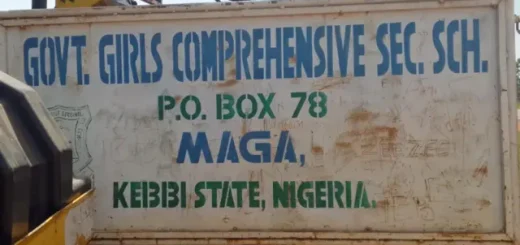 GOVT. GIRLS COMPREHENSIVE SEC. SCH.
P.O. BOX 78
MAGA,
KEBBI STATE, NIGERIA.